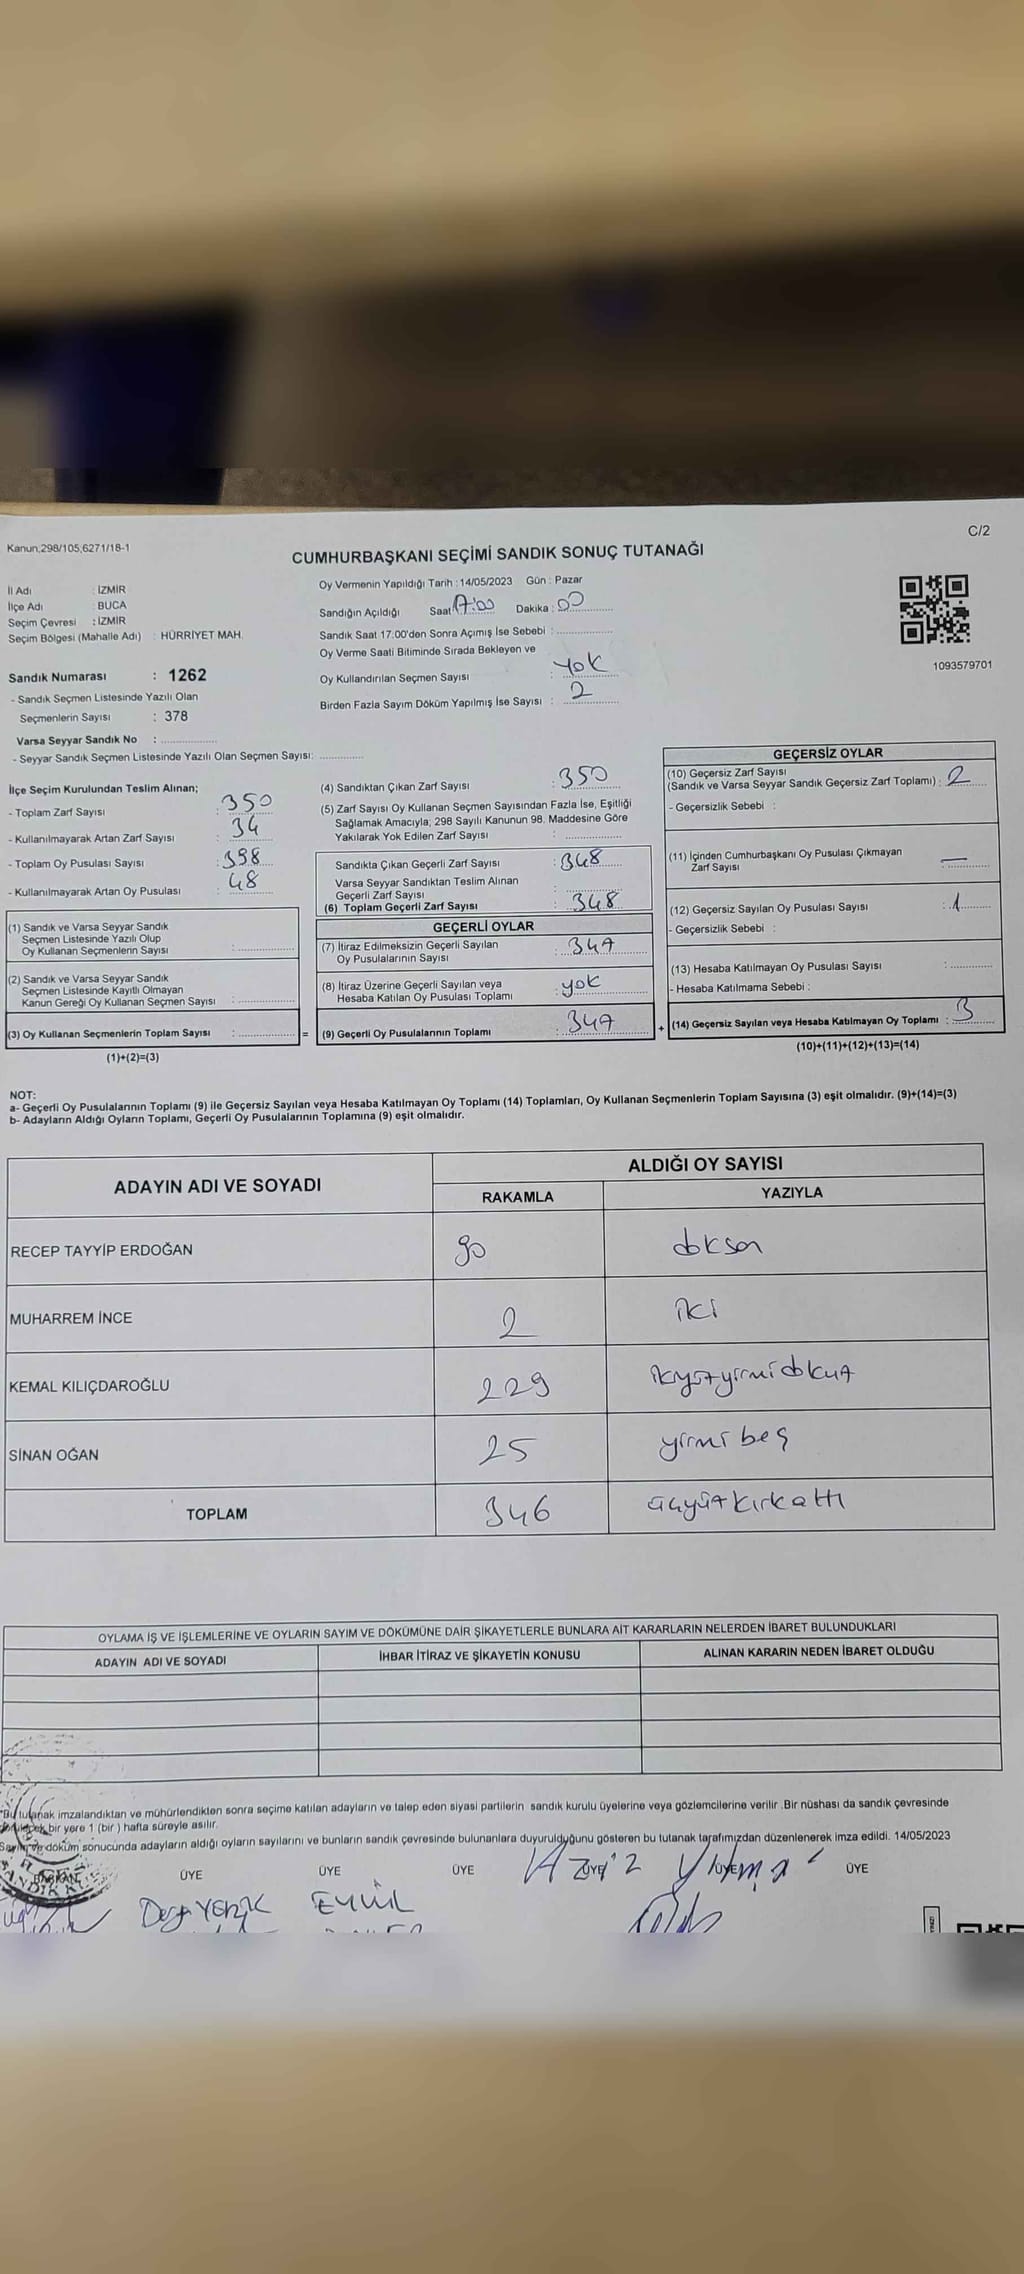 C/2
Kanun;298/105,6271/18-1
CUMHURBAŞKANI SEÇİMİ SANDIK SONUÇ TUTANAĞI
İl Adı : İZMİR
İlçe Adı : BUCA
Seçim Çevresi : İZMİR
Seçim Bölgesi (Mahalle Adı) : HÜRRİYET MAH.
Sandık Numarası : 1262
- Sandık Seçmen Listesinde Yazılı Olan
Seçmenlerin Sayısı : 378
Varsa Seyyar Sandık No :
- Seyyar Sandık Seçmen Listesinde Yazılı Olan Seçmen Sayısı:
Oy Vermenin Yapıldığı Tarih : 14/05/2023 Gün : Pazar
Sandığın Açıldığı Saat 17:00 Dakika : 00
Sandık Saat 17:00'den Sonra Açımış İse Sebebi :
Oy Verme Saati Bitiminde Sırada Bekleyen ve
Oy Kullandırılan Seçmen Sayısı : yok
Birden Fazla Sayım Döküm Yapılmış İse Sayısı : 2
1093579701
İlçe Seçim Kurulundan Teslim Alınan;
- Toplam Zarf Sayısı : 350
- Kullanılmayarak Artan Zarf Sayısı : 34
- Toplam Oy Pusulası Sayısı : 398
- Kullanılmayarak Artan Oy Pusulası : 48
(1) Sandık ve Varsa Seyyar Sandık
Seçmen Listesinde Yazılı Olup
Oy Kullanan Seçmenlerin Sayısı :
(2) Sandık ve Varsa Seyyar Sandık
Seçmen Listesinde Kayıtlı Olmayan
Kanun Gereği Oy Kullanan Seçmen Sayısı :
(3) Oy Kullanan Seçmenlerin Toplam Sayısı :
(1)+(2)=(3)
(4) Sandıktan Çıkan Zarf Sayısı : 350
(5) Zarf Sayısı Oy Kullanan Seçmen Sayısından Fazla İse, Eşitliği
Sağlamak Amacıyla; 298 Sayılı Kanunun 98. Maddesine Göre
Yakılarak Yok Edilen Zarf Sayısı :
Sandıkta Çıkan Geçerli Zarf Sayısı : 348
Varsa Seyyar Sandıktan Teslim Alınan
Geçerli Zarf Sayısı :
(6) Toplam Geçerli Zarf Sayısı : 348
GEÇERLİ OYLAR
(7) İtiraz Edilmeksizin Geçerli Sayılan
Oy Pusulalarının Sayısı : 347
(8) İtiraz Üzerine Geçerli Sayılan veya
Hesaba Katılan Oy Pusulası Toplamı : yok
= (9) Geçerli Oy Pusulalarının Toplamı : 347
GEÇERSİZ OYLAR
(10) Geçersiz Zarf Sayısı
(Sandık ve Varsa Seyyar Sandık Geçersiz Zarf Toplamı) : 2
- Geçersizlik Sebebi :
(11) İçinden Cumhurbaşkanı Oy Pusulası Çıkmayan
Zarf Sayısı : —
(12) Geçersiz Sayılan Oy Pusulası Sayısı : 1
- Geçersizlik Sebebi :
(13) Hesaba Katılmayan Oy Pusulası Sayısı :
- Hesaba Katılmama Sebebi :
+ (14) Geçersiz Sayılan veya Hesaba Katılmayan Oy Toplamı : 3
(10)+(11)+(12)+(13)=(14)
NOT:
a- Geçerli Oy Pusulalarının Toplamı (9) ile Geçersiz Sayılan veya Hesaba Katılmayan Oy Toplamı (14) Toplamları, Oy Kullanan Seçmenlerin Toplam Sayısına (3) eşit olmalıdır. (9)+(14)=(3)
b- Adayların Aldığı Oyların Toplamı, Geçerli Oy Pusulalarının Toplamına (9) eşit olmalıdır.
ADAYIN ADI VE SOYADI
ALDIĞI OY SAYISI
RAKAMLA YAZIYLA
RECEP TAYYİP ERDOĞAN 90 doksan
MUHARREM İNCE 2 iki
KEMAL KILIÇDAROĞLU 229 ikiyüzyirmidokuz
SİNAN OĞAN 25 yirmi beş
TOPLAM 346 üçyüzkırkaltı
OYLAMA İŞ VE İŞLEMLERİNE VE OYLARIN SAYIM VE DÖKÜMÜNE DAİR ŞİKAYETLERLE BUNLARA AİT KARARLARIN NELERDEN İBARET BULUNDUKLARI
ADAYIN ADI VE SOYADI İHBAR İTİRAZ VE ŞİKAYETİN KONUSU ALINAN KARARIN NEDEN İBARET OLDUĞU
"Bu tutanak imzalandıktan ve mühürlendikten sonra seçime katılan adayların ve talep eden siyasi partilerin sandık kurulu üyelerine veya gözlemcilerine verilir .Bir nüshası da sandık çevresinde
bir yere 1 (bir ) hafta süreyle asılır.
Sayım ve döküm sonucunda adayların aldığı oyların sayılarını ve bunların sandık çevresinde bulunanlara duyurulduğunu gösteren bu tutanak tarafımızdan düzenlenerek imza edildi. 14/05/2023
BAŞKAN ÜYE ÜYE ÜYE ÜYE ÜYE ÜYE
EYLÜL